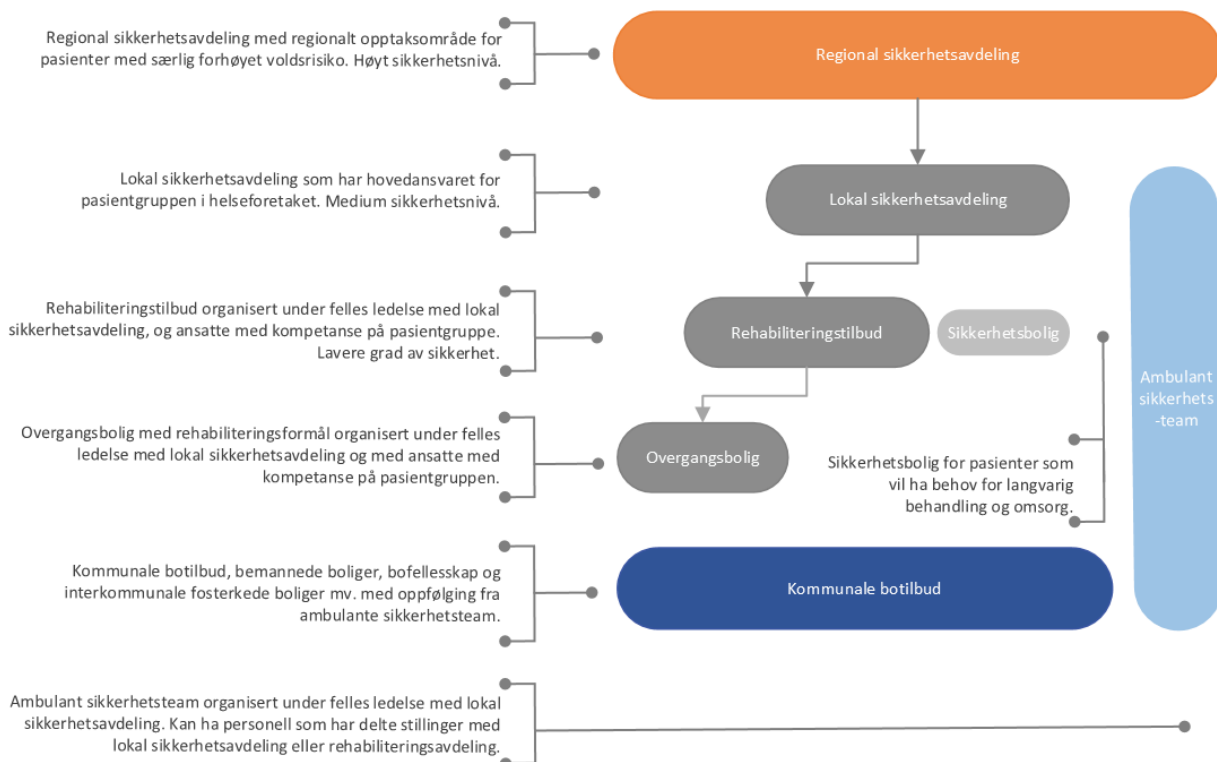 Regional sikkerhetsavdeling med regionalt opptaksområde for
pasienter med særlig forhøyet voldsrisiko. Høyt sikkerhetsnivå.
Regional sikkerhetsavdeling
Lokal sikkerhetsavdeling som har hovedansvaret for
pasientgruppen i helseforetaket. Medium sikkerhetsnivå.
Lokal sikkerhetsavdeling
Rehabiliteringstilbud organisert under felles ledelse med lokal
sikkerhetsavdeling, og ansatte med kompetanse på pasientgruppe.
Lavere grad av sikkerhet.
Rehabiliteringstilbud
Sikkerhetsbolig
Ambulant
sikkerhets
-team
Overgangsbolig med rehabiliteringsformål organisert under felles
ledelse med lokal sikkerhetsavdeling og med ansatte med
kompetanse på pasientgruppen.
Overgangsbolig
Sikkerhetsbolig for pasienter som
vil ha behov for langvarig
behandling og omsorg.
Kommunale botilbud, bemannede boliger, bofellesskap og
interkommunale fosterkede boliger mv. med oppfølging fra
ambulante sikkerhetsteam.
Kommunale botilbud
Ambulant sikkerhetsteam organisert under felles ledelse med lokal
sikkerhetsavdeling. Kan ha personell som har delte stillinger med
lokal sikkerhetsavdeling eller rehabiliteringsavdeling.